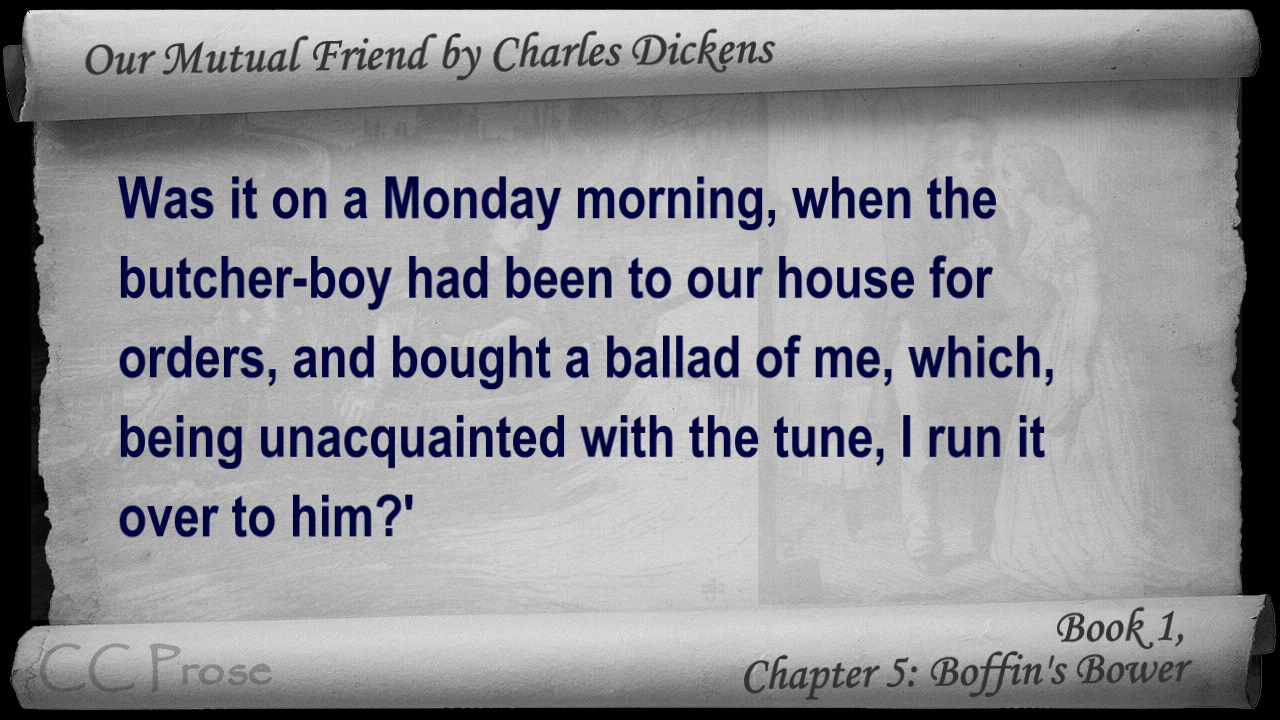 Our Mutual Friend by Charles Dickens
Was it on a Monday morning, when the
butcher-boy had been to our house for
orders, and bought a ballad of me, which,
being unacquainted with the tune, I run it
over to him?'
Book 1,
Chapter 5: Boffin's Bower
CC Prose